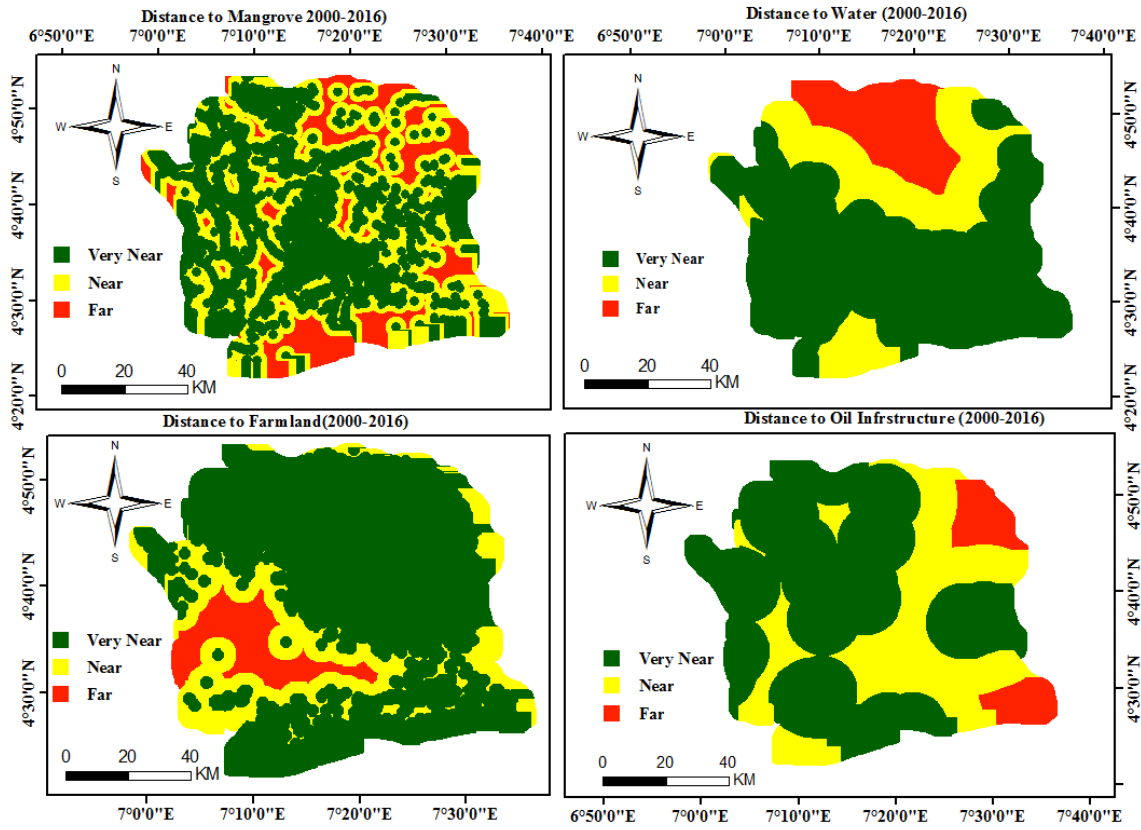 Distance to Mangrove 2000-2016)
6°50'0"E 7°0'0"E 7°10'0"E 7°20'0"E 7°30'0"E 7°40'0"E
4°50'0"N
4°40'0"N
4°30'0"N
4°20'0"N
N
W E
S
Very Near
Near
Far
0 20 40
KM
Distance to Water (2000-2016)
6°50'0"E 7°0'0"E 7°10'0"E 7°20'0"E 7°30'0"E 7°40'0"E
N
W E
S
Very Near
Near
Far
0 20 40
KM
4°50'0"N
4°40'0"N
4°30'0"N
4°20'0"N
Distance to Farmland(2000-2016)
4°50'0"N
4°40'0"N
4°30'0"N
N
W E
S
Very Near
Near
Far
0 20 40
KM
7°0'0"E 7°10'0"E 7°20'0"E 7°30'0"E
Distance to Oil Infrstructure (2000-2016)
N
W E
S
Very Near
Near
Far
0 20 40
KM
4°50'0"N
4°40'0"N
4°30'0"N
6°50'0"E 7°0'0"E 7°10'0"E 7°20'0"E 7°30'0"E 7°40'0"E